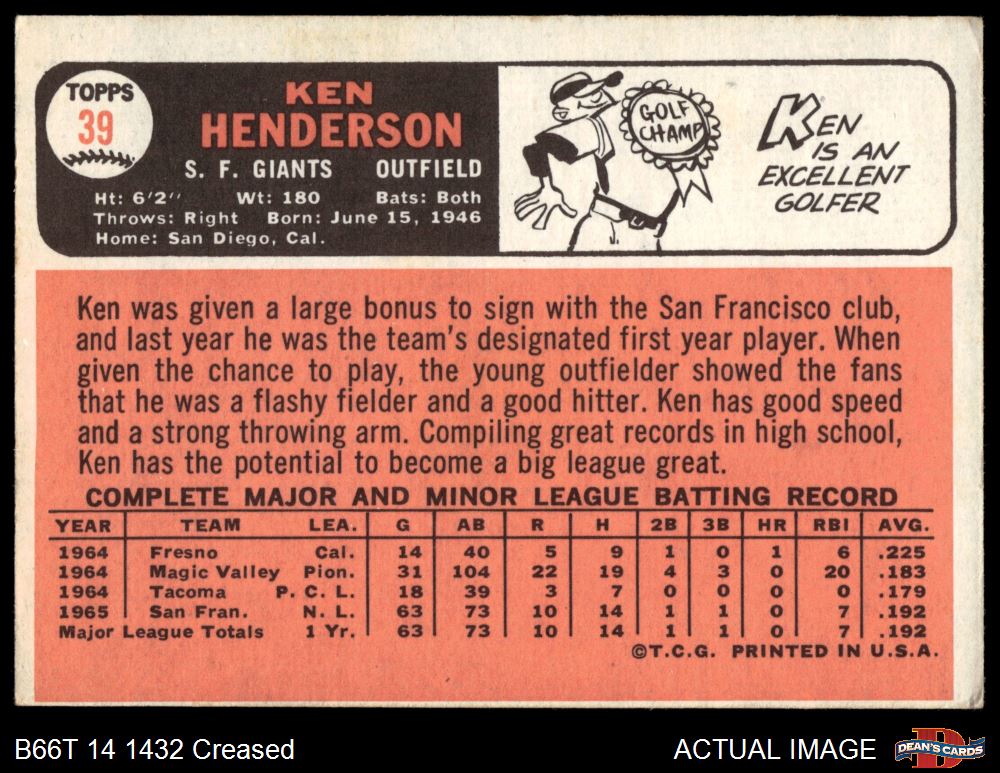 TOPPS
39
KEN
HENDERSON
S. F. GIANTS OUTFIELD
Ht: 6'2" Wt: 180 Bats: Both
Throws: Right Born: June 15, 1946
Home: San Diego, Cal.
GOLF
CHAMP
KEN
IS AN
EXCELLENT
GOLFER
Ken was given a large bonus to sign with the San Francisco club,
and last year he was the team's designated first year player. When
given the chance to play, the young outfielder showed the fans
that he was a flashy fielder and a good hitter. Ken has good speed
and a strong throwing arm. Compiling great records in high school,
Ken has the potential to become a big league great.
COMPLETE MAJOR AND MINOR LEAGUE BATTING RECORD
YEAR TEAM LEA. G AB R H 2B 3B HR RBI AVG.
1964 Fresno Cal. 14 40 5 9 1 0 1 6 .225
1964 Magic Valley Pion. 31 104 22 19 4 3 0 20 .183
1964 Tacoma P. C. L. 18 39 3 7 0 0 0 0 .179
1965 San Fran. N. L. 63 73 10 14 1 1 0 7 .192
Major League Totals 1 Yr. 63 73 10 14 1 1 0 7 .192
©T.C.G. PRINTED IN U.S.A.
B66T 14 1432 Creased
ACTUAL IMAGE
D
DEAN'S CARDS